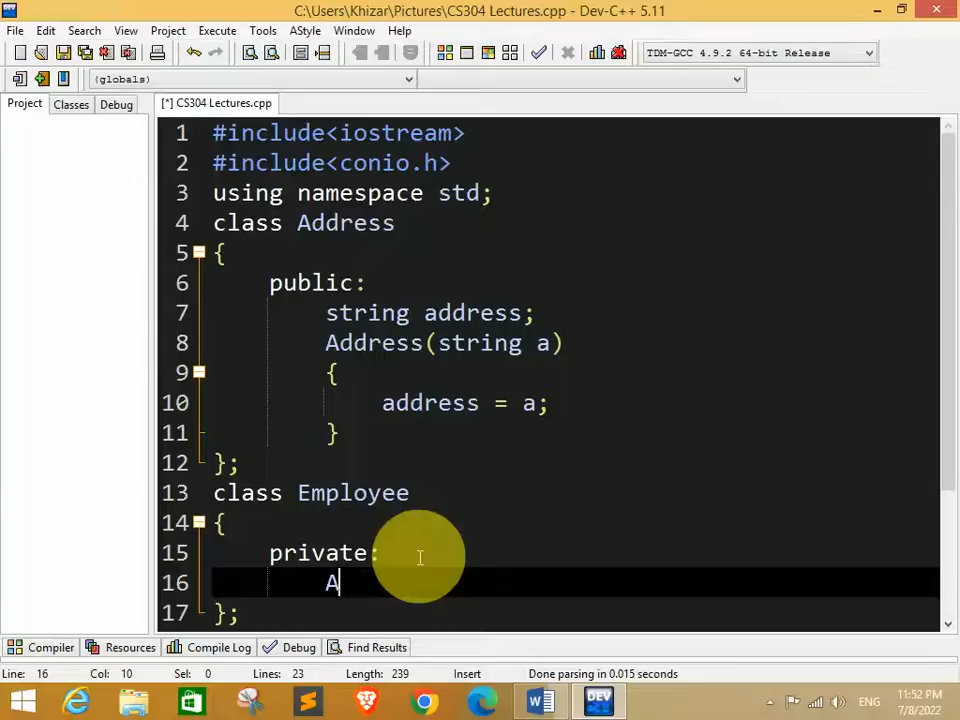 C:\Users\Khizar\Pictures\CS304 Lectures.cpp - Dev-C++ 5.11
File Edit Search View Project Execute Tools AStyle Window Help
TDM-GCC 4.9.2 64-bit Release
(globals)
Project Classes Debug [*] CS304 Lectures.cpp
1 #include<iostream>
2 #include<conio.h>
3 using namespace std;
4 class Address
5 {
6 public:
7 string address;
8 Address(string a)
9 {
10 address = a;
11 }
12 };
13 class Employee
14 {
15 private:
16 A
17 };
Compiler Resources Compile Log Debug Find Results
Line: 16 Col: 10 Sel: 0 Lines: 23 Length: 239 Insert Done parsing in 0.015 seconds
DEV
ENG
11:52 PM
7/8/2022